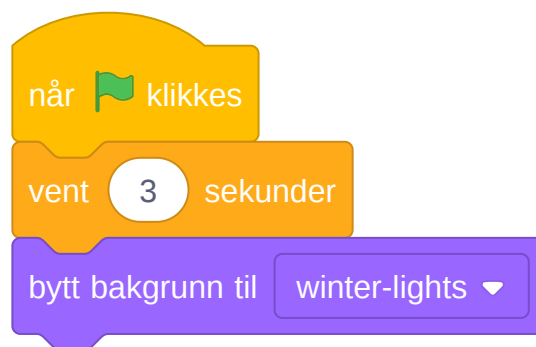 når klikkes
vent 3 sekunder
bytt bakgrunn til winter-lights